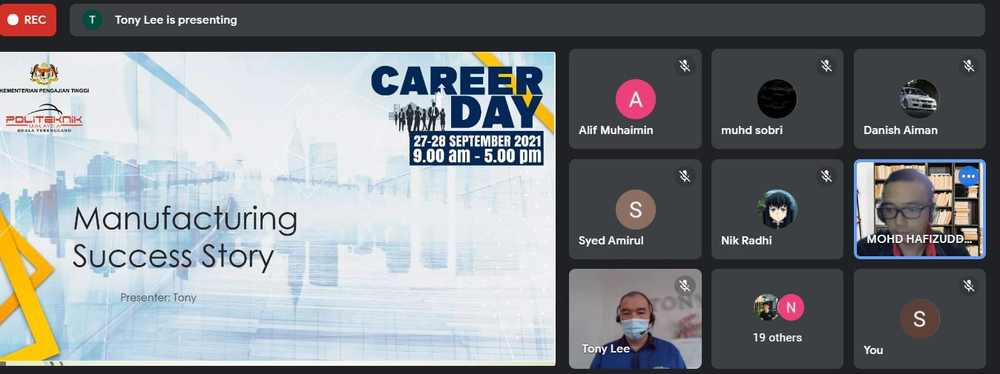 REC
T
Tony Lee is presenting
KEMENTERIAN PENGAJIAN TINGGI
POLITEKNIK
MALAYSIA
KUALA TERENGGANU
CAREER
DAY
27-28 SEPTEMBER 2021
9.00 am - 5.00 pm
Manufacturing
Success Story
Presenter: Tony
A
Alif Muhaimin
muhd sobri
Danish Aiman
S
Syed Amirul
Nik Radhi
MOHD HAFIZUDD...
TONY
Tony Lee
N
19 others
S
You